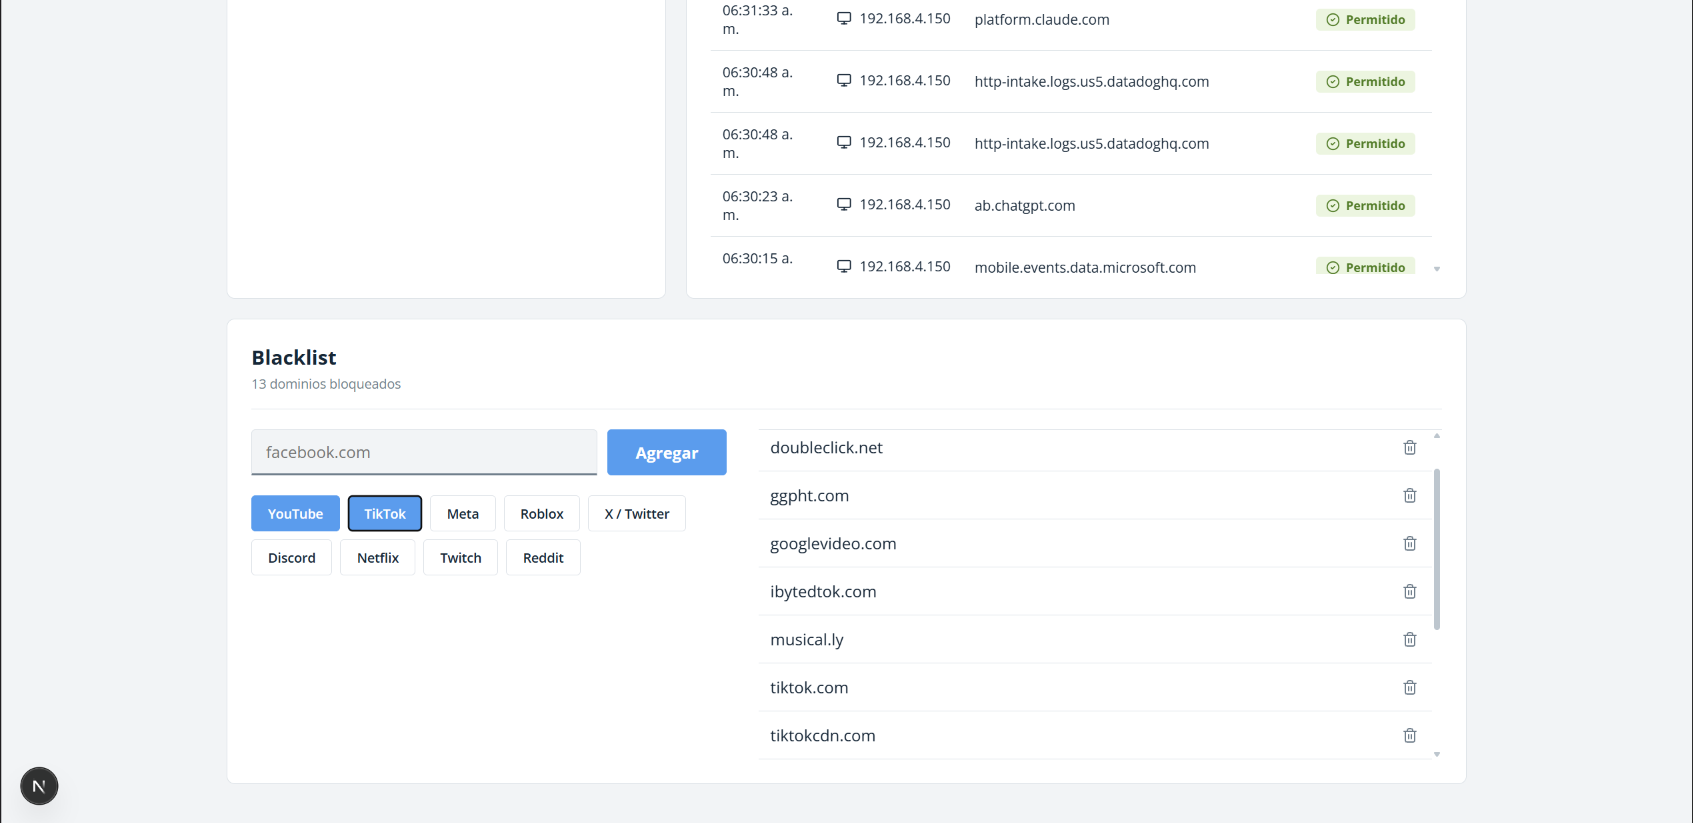 06:31:33 a. m.
192.168.4.150
platform.claude.com
Permitido
06:30:48 a. m.
192.168.4.150
http-intake.logs.us5.datadoghq.com
Permitido
06:30:48 a. m.
192.168.4.150
http-intake.logs.us5.datadoghq.com
Permitido
06:30:23 a. m.
192.168.4.150
ab.chatgpt.com
Permitido
06:30:15 a.
192.168.4.150
mobile.events.data.microsoft.com
Permitido
Blacklist
13 dominios bloqueados
facebook.com
Agregar
YouTube
TikTok
Meta
Roblox
X / Twitter
Discord
Netflix
Twitch
Reddit
doubleclick.net
ggpht.com
googlevideo.com
ibytedtok.com
musical.ly
tiktok.com
tiktokcdn.com
N